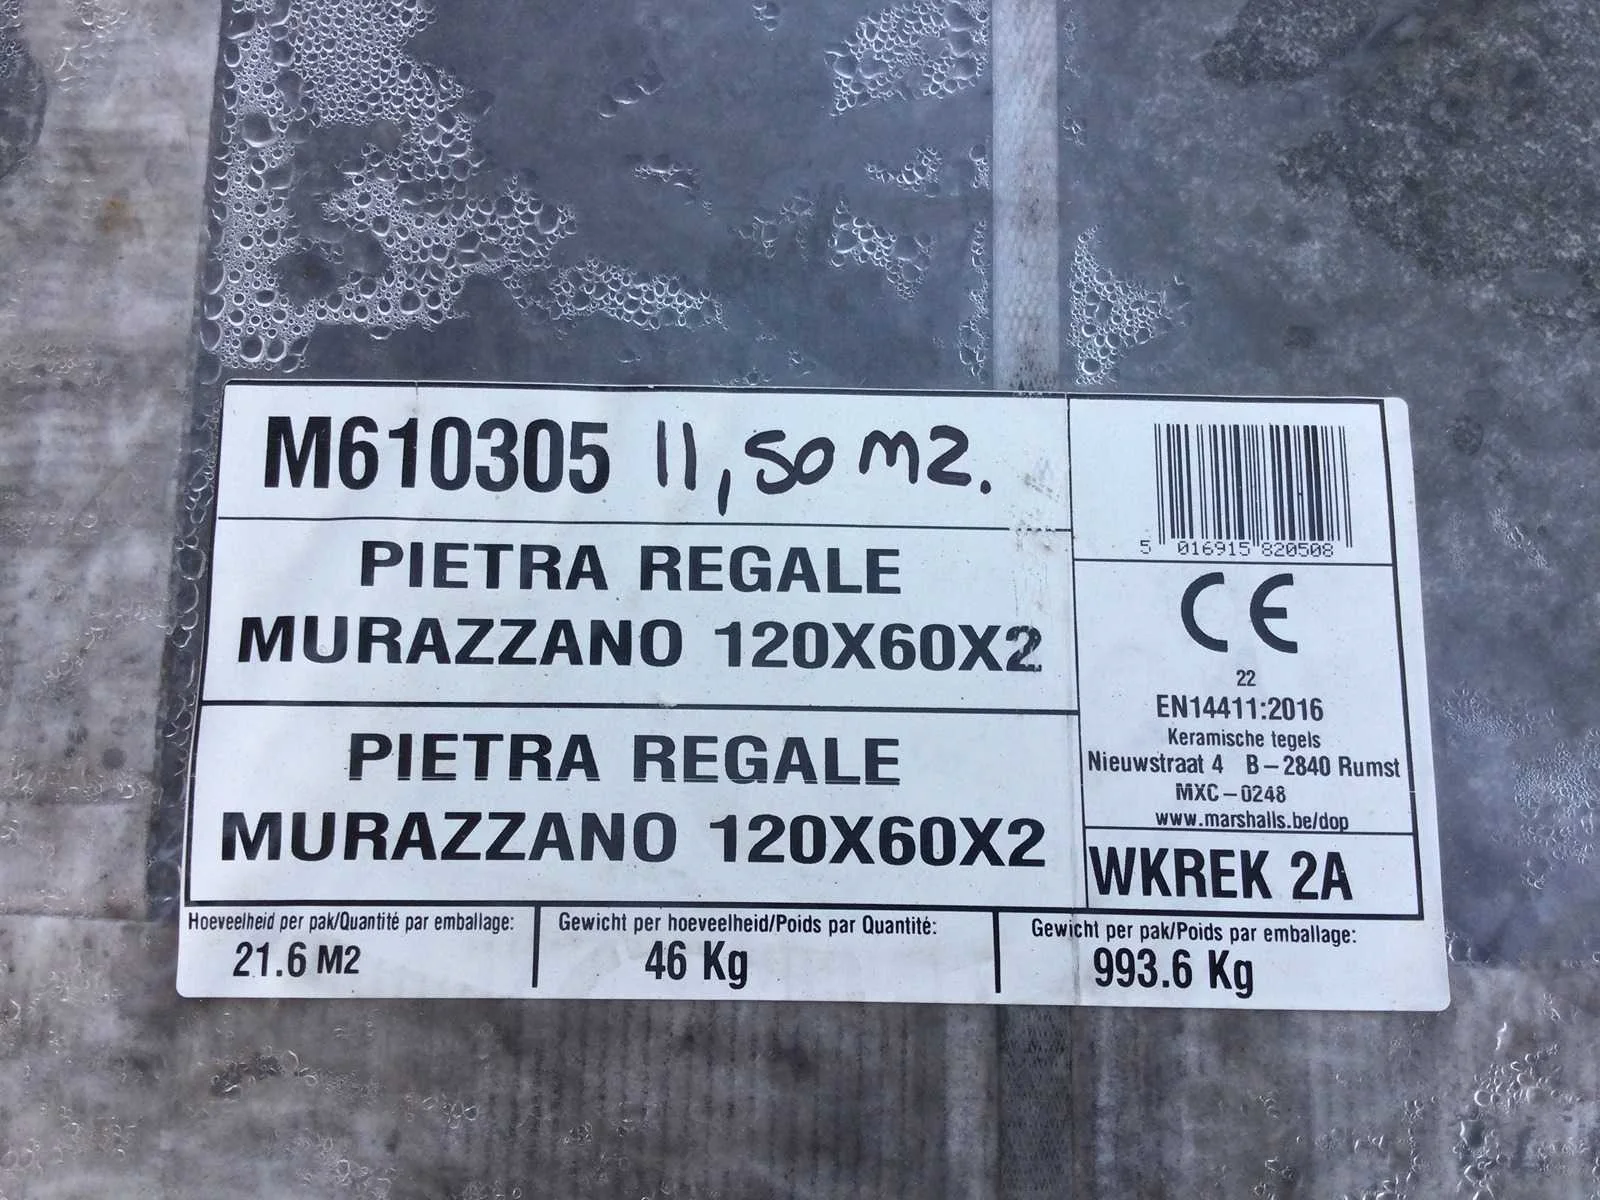 M610305 11,50 m2.
PIETRA REGALE
MURAZZANO 120X60X2
PIETRA REGALE
MURAZZANO 120X60X2
5 016915 820508
CE
22
EN14411:2016
Keramische tegels
Nieuwstraat 4 B-2840 Rumst
MXC-0248
www.marshalls.be/dop
WKREK 2A
Hoeveelheid per pak/Quantité par emballage:
21.6 M2
Gewicht per hoeveelheid/Poids par Quantité:
46 Kg
Gewicht per pak/Poids par emballage:
993.6 Kg